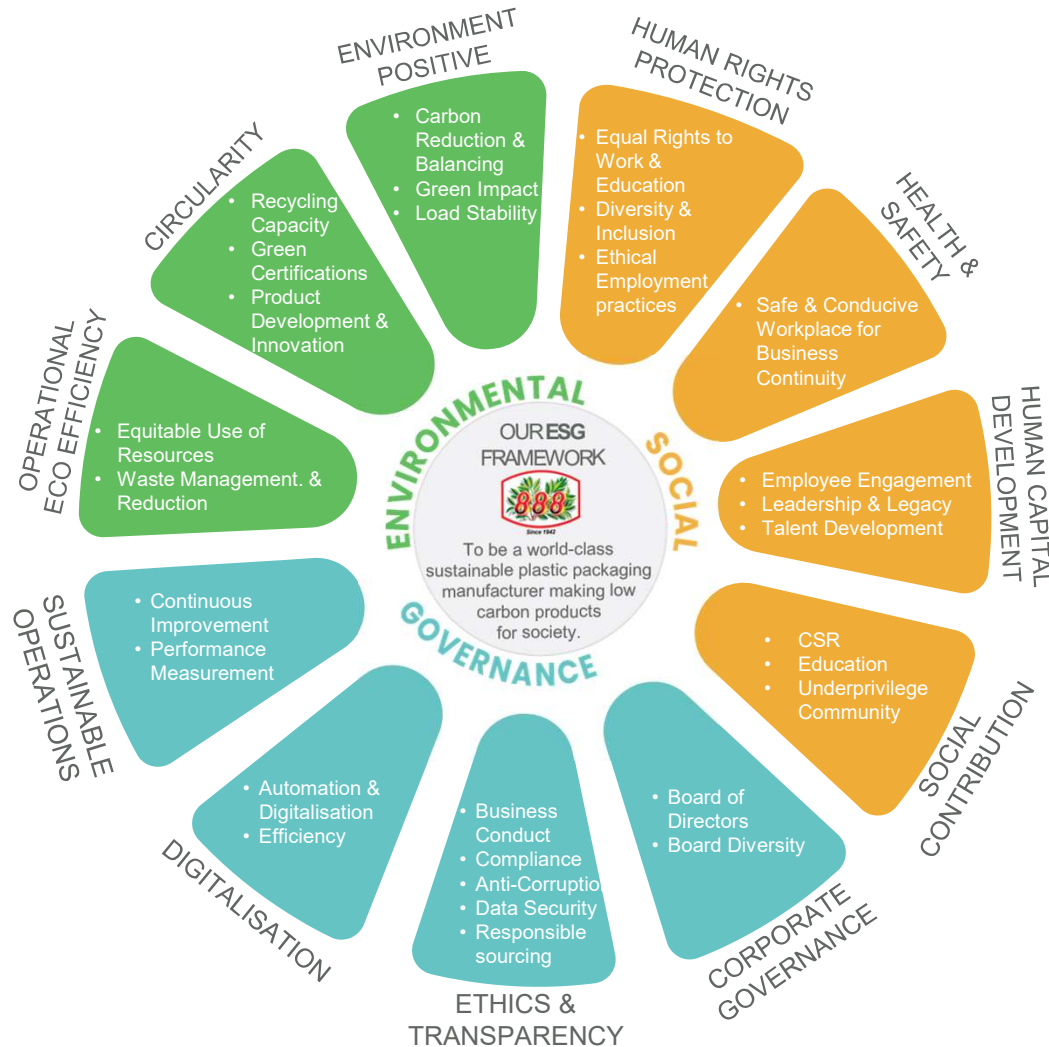 ENVIRONMENT
POSITIVE
• Carbon
Reduction &
Balancing
• Green Impact
• Load Stability
HUMAN RIGHTS
PROTECTION
• Equal Rights to
Work &
Education
• Diversity &
Inclusion
• Ethical
Employment
practices
HEALTH &
SAFETY
• Safe & Conducive
Workplace for
Business
Continuity
HUMAN CAPITAL
DEVELOPMENT
• Employee Engagement
• Leadership & Legacy
• Talent Development
SOCIAL
CONTRIBUTION
• CSR
• Education
• Underprivilege
Community
CORPORATE
GOVERNANCE
• Board of
Directors
• Board Diversity
ETHICS &
TRANSPARENCY
• Business
Conduct
• Compliance
• Anti-Corruptio
• Data Security
• Responsible
sourcing
DIGITALISATION
• Automation &
Digitalisation
• Efficiency
SUSTAINABLE
OPERATIONS
• Continuous
Improvement
• Performance
Measurement
OPERATIONAL
ECO EFFICIENCY
• Equitable Use of
Resources
• Waste Management. &
Reduction
CIRCULARITY
• Recycling
Capacity
• Green
Certifications
• Product
Development &
Innovation
ENVIRONMENTAL
SOCIAL
GOVERNANCE
OUR ESG
FRAMEWORK
888
Since 1942
To be a world-class
sustainable plastic packaging
manufacturer making low
carbon products
for society.